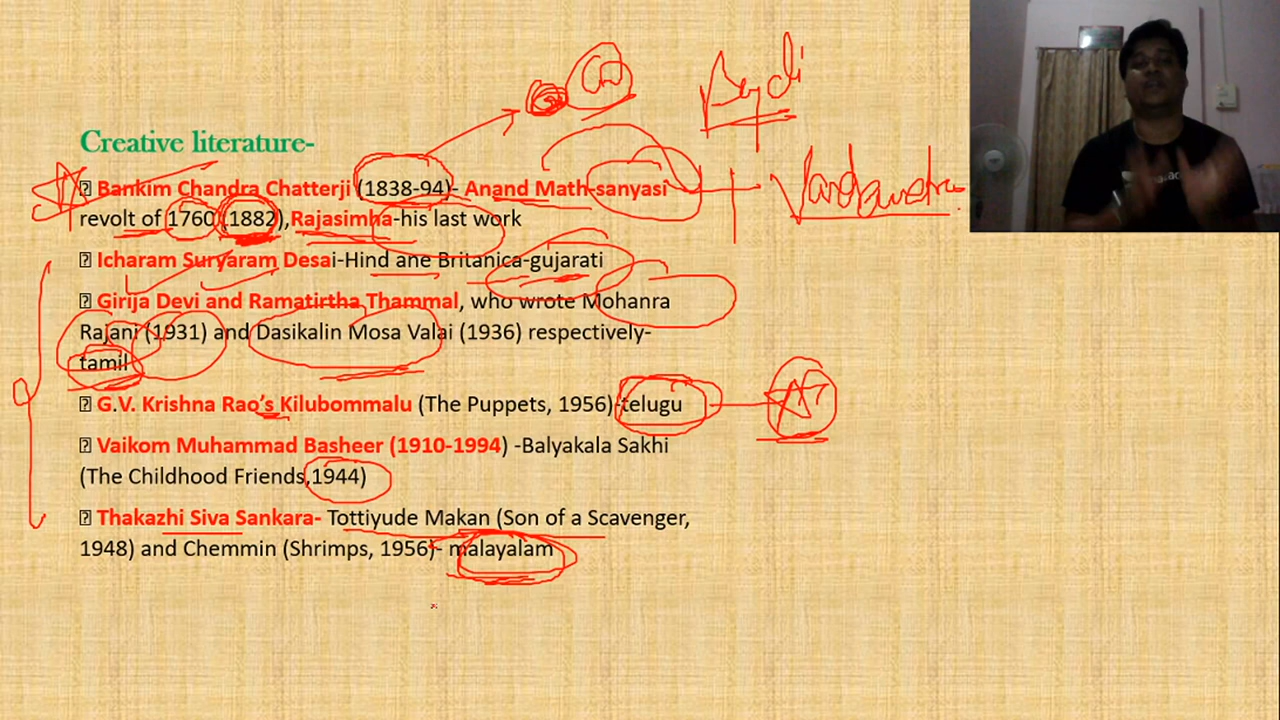 Creative literature-
Bankim Chandra Chatterji (1838-94)- Anand Math-sanyasi
revolt of 1760 (1882),Rajasimha-his last work
Icharam Suryaram Desai-Hind ane Britanica-gujarati
Girija Devi and Ramatirtha Thammal, who wrote Mohanra
Rajani (1931) and Dasikalin Mosa Valai (1936) respectively-
tamil
G.V. Krishna Rao's Kilubommalu (The Puppets, 1956)-telugu
Vaikom Muhammad Basheer (1910-1994) -Balyakala Sakhi
(The Childhood Friends,1944)
Thakazhi Siva Sankara- Tottiyude Makan (Son of a Scavenger,
1948) and Chemmin (Shrimps, 1956)- malayalam